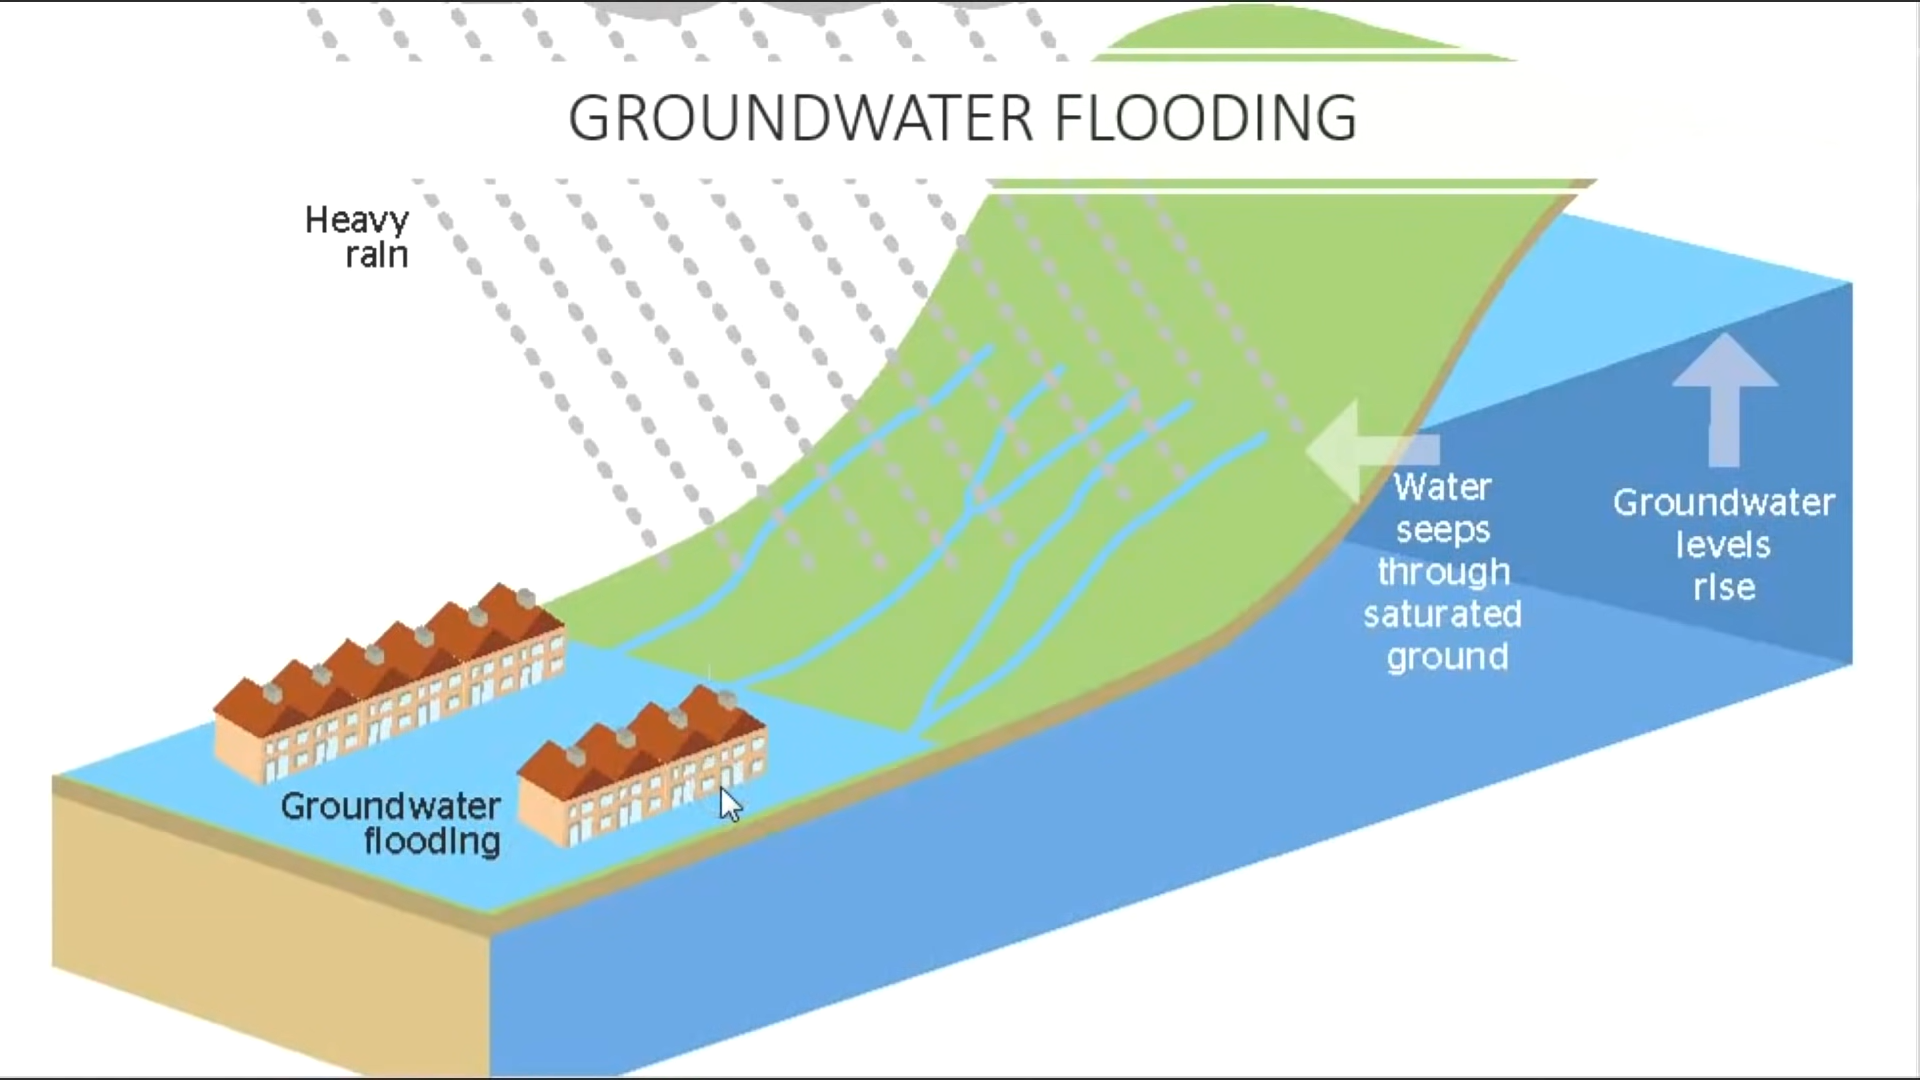 GROUNDWATER FLOODING
Heavy
rain
Water
seeps
through
saturated
ground
Groundwater
levels
rise
Groundwater
flooding